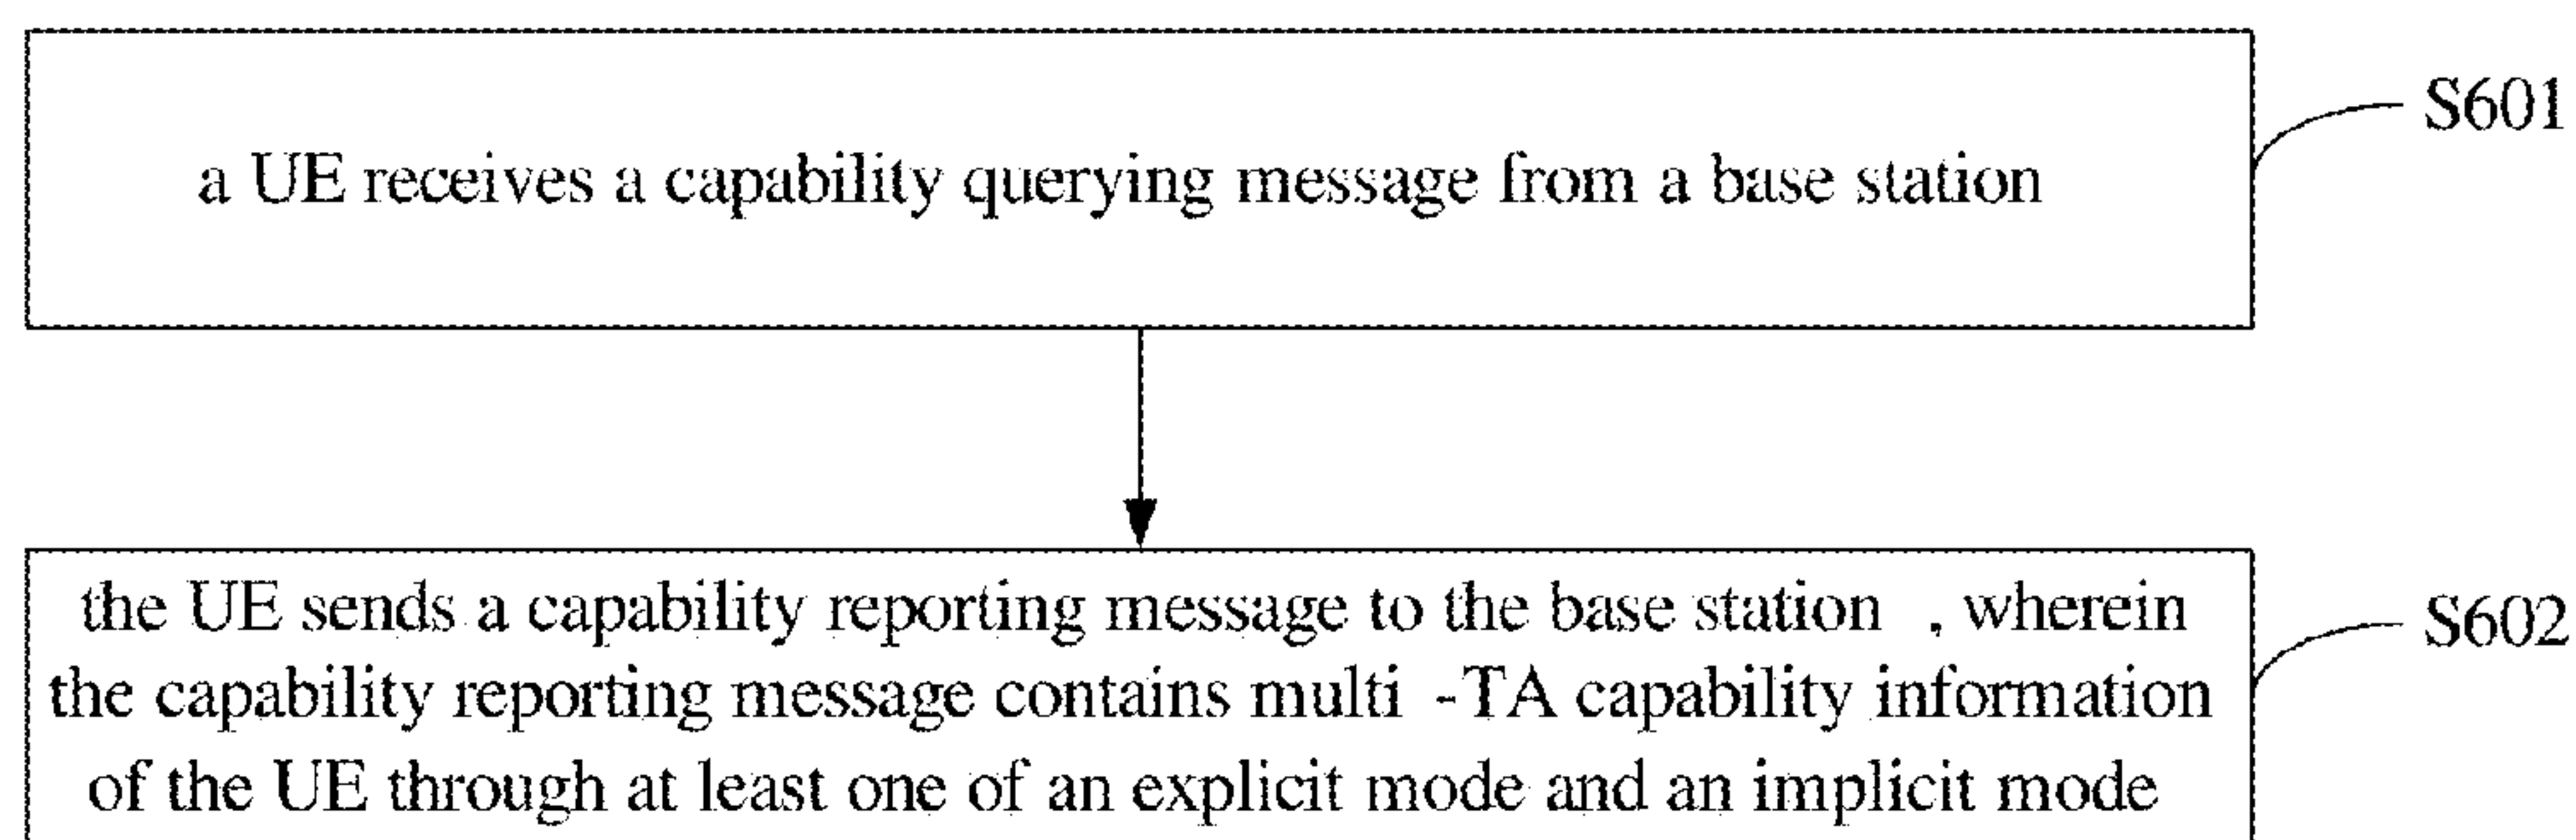 a UE receives a capability querying message from a base station
S601
the UE sends a capability reporting message to the base station , wherein
the capability reporting message contains multi -TA capability information
of the UE through at least one of an explicit mode and an implicit mode
S602